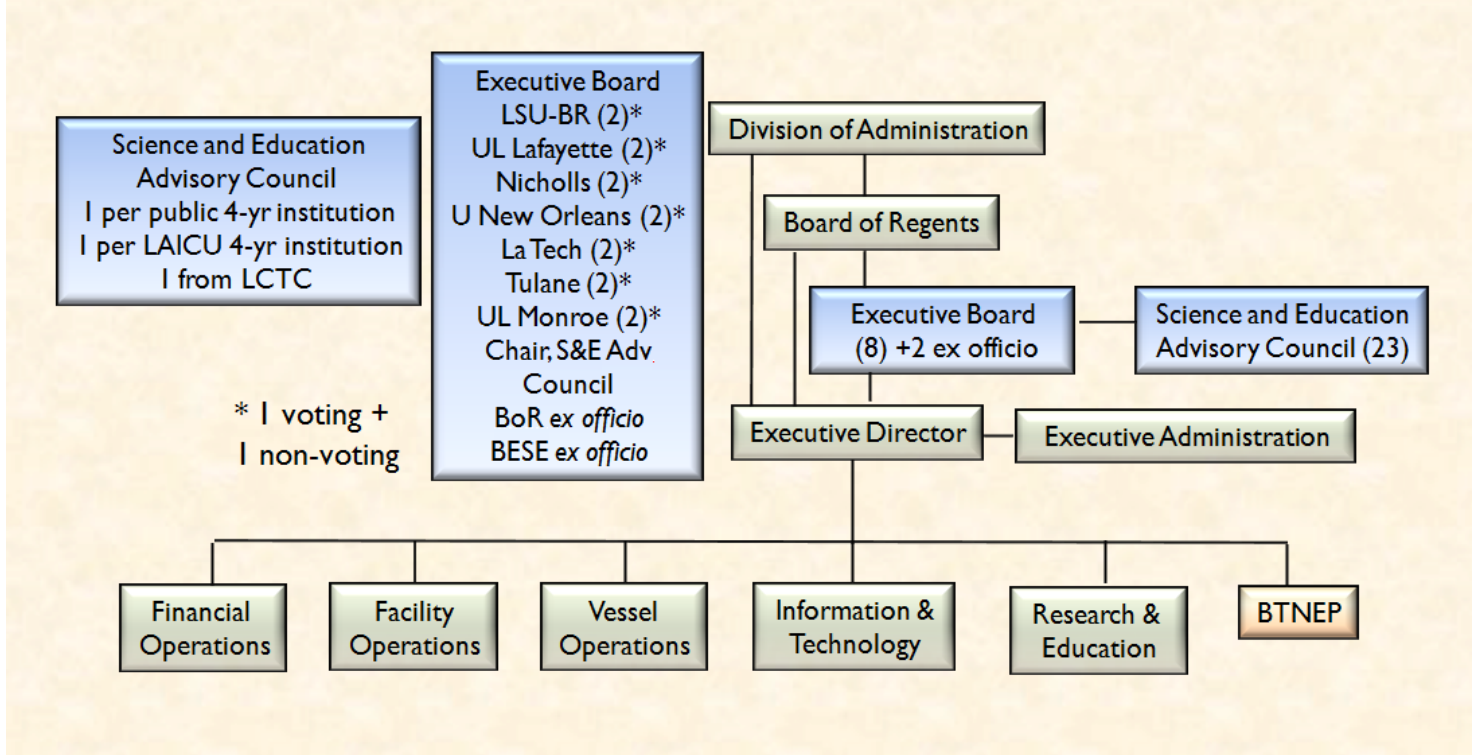 Science and Education
Advisory Council
1 per public 4-yr institution
1 per LAICU 4-yr institution
1 from LCTC
* 1 voting +
1 non-voting
Executive Board
LSU-BR (2)*
UL Lafayette (2)*
Nicholls (2)*
U New Orleans (2)*
La Tech (2)*
Tulane (2)*
UL Monroe (2)*
Chair, S&E Adv.
Council
BoR ex officio
BESE ex officio
Division of Administration
Board of Regents
Executive Board
(8) +2 ex officio
Science and Education
Advisory Council (23)
Executive Director
Executive Administration
Financial
Operations
Facility
Operations
Vessel
Operations
Information &
Technology
Research &
Education
BTNEP